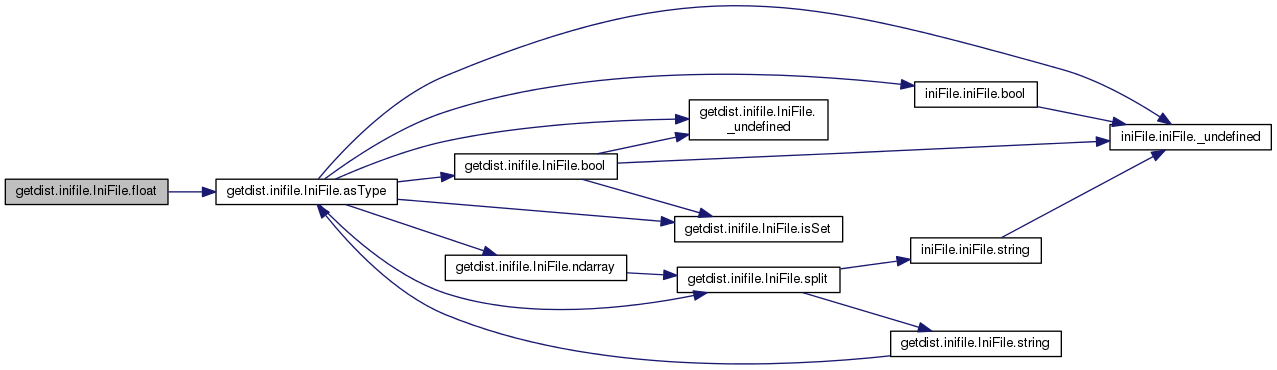 getdist.inifile.IniFile.float
getdist.inifile.IniFile.asType
getdist.inifile.IniFile.bool
getdist.inifile.IniFile.ndarray
getdist.inifile.IniFile.
_undefined
getdist.inifile.IniFile.isSet
getdist.inifile.IniFile.split
iniFile.iniFile.bool
iniFile.iniFile.string
getdist.inifile.IniFile.string
iniFile.iniFile._undefined